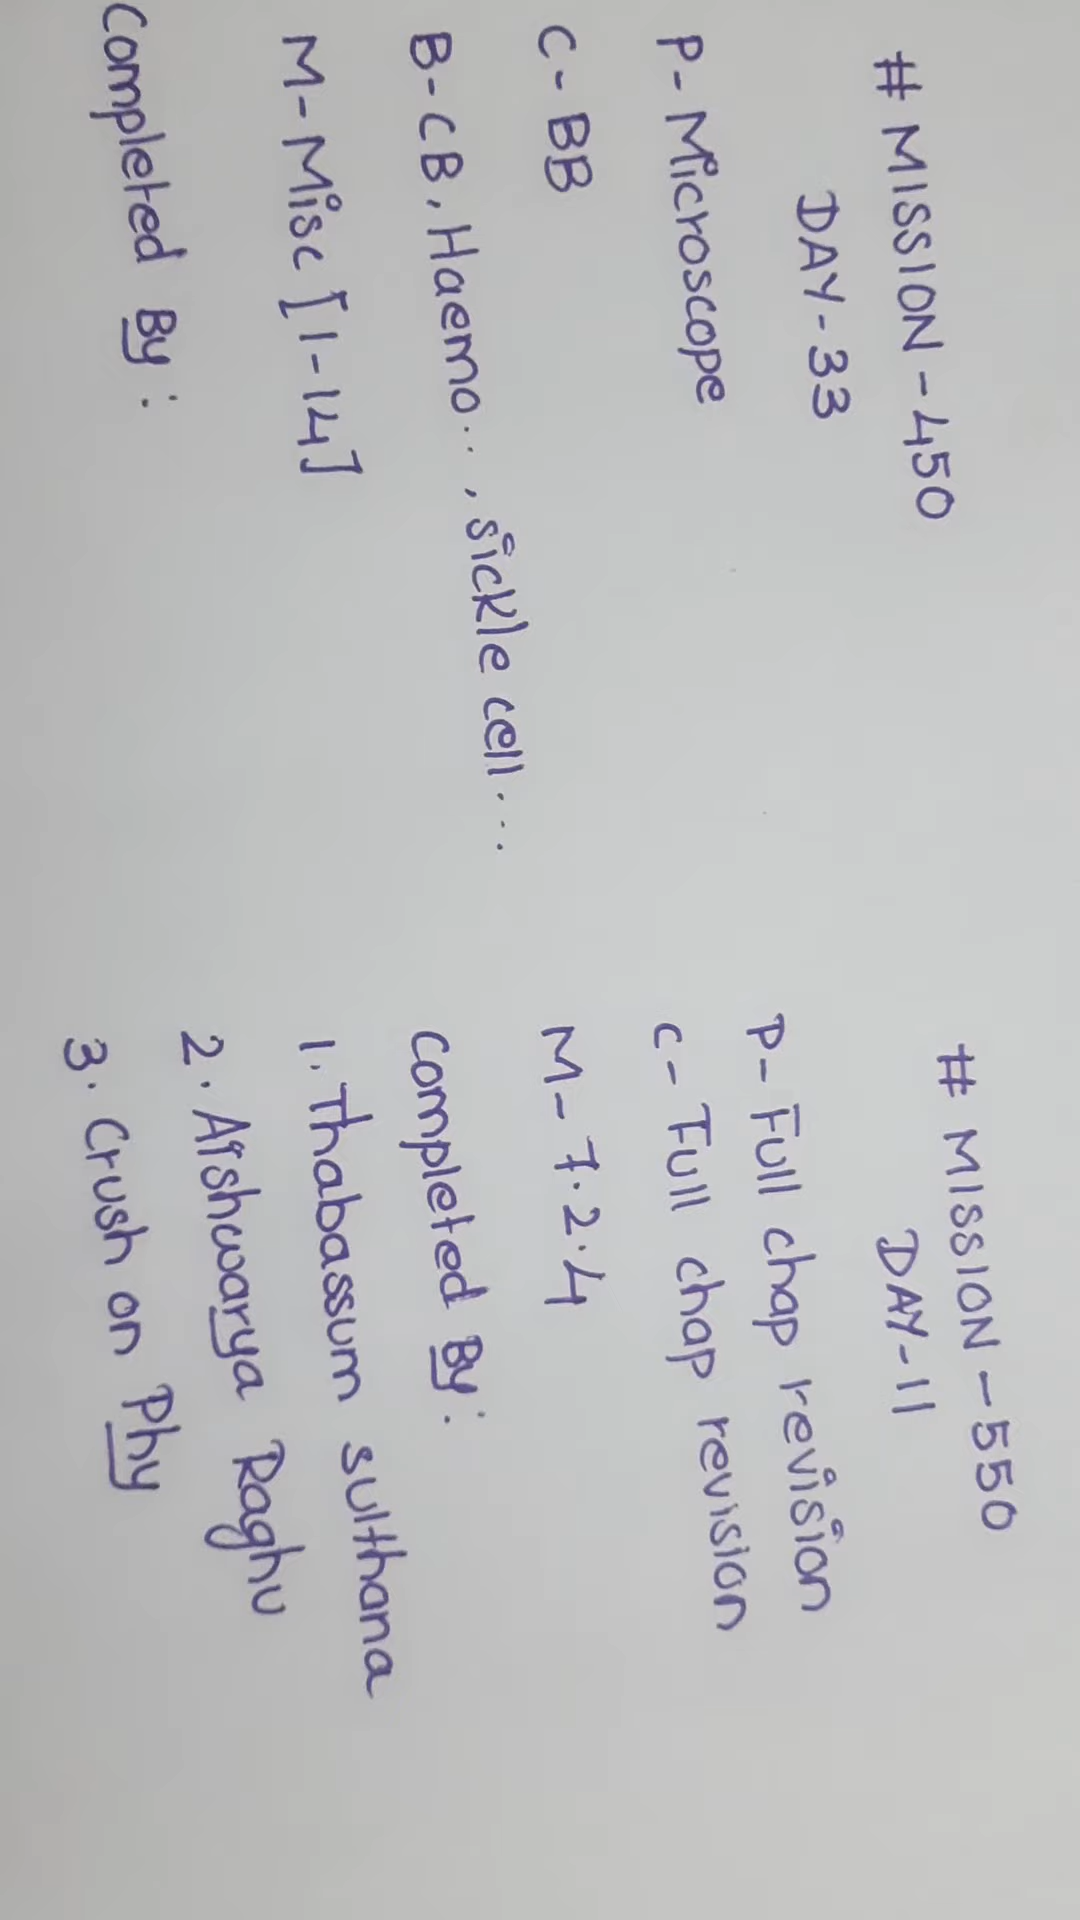 # MISSION-450
DAY-33
P-Microscope
C-BB
B-CB, Haemo.., sickle cell...
M-Misc [1-14]
Completed By:
# MISSION-550
DAY-11
P-Full chap revision
C-Full chap revision
M-7.2.4
Completed By:
1. Thabassum sulthana
2. Aishwarya Raghu
3. Crush on Phy